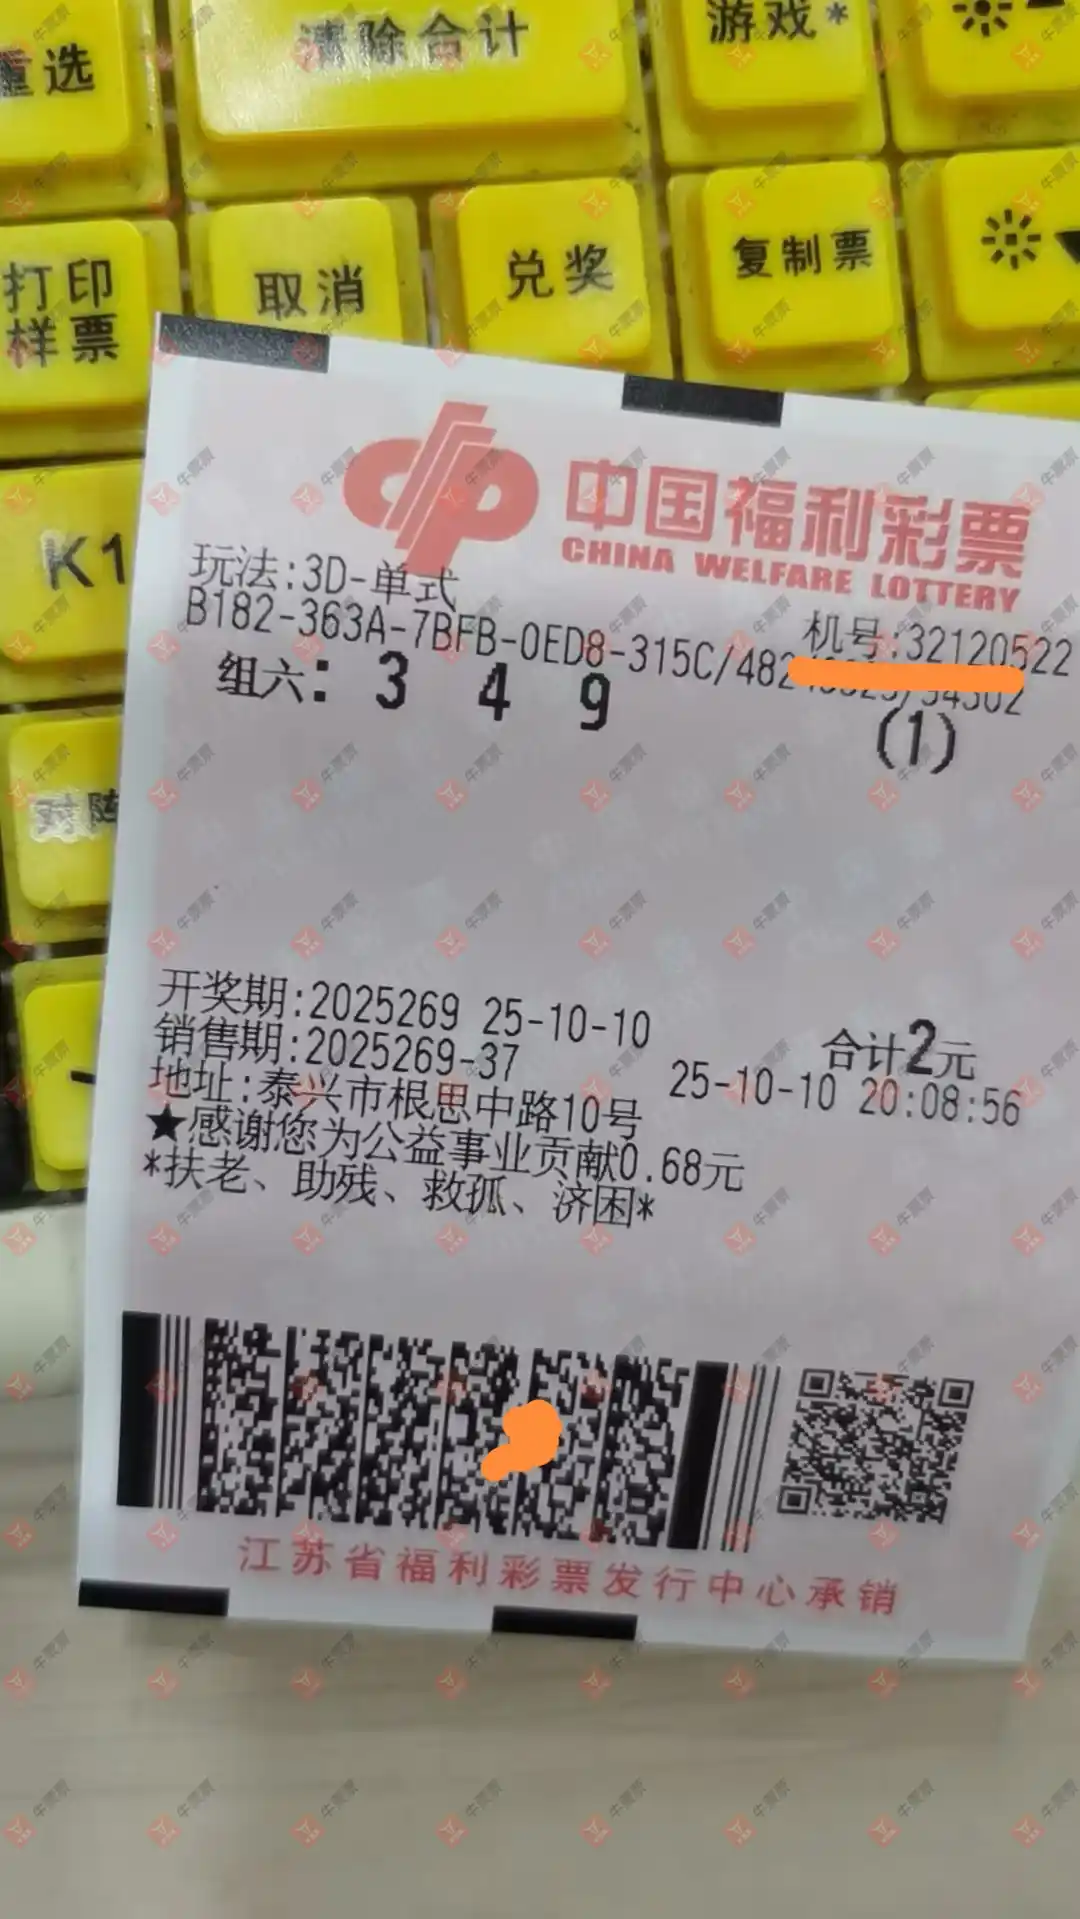 重选
清除合计
游戏*
打印
样票
取消
兑奖
复制票
K1
中国福利彩票
CHINA WELFARE LOTTERY
玩法:3D-单式
机号:32120522
B182-363A-7BFB-0ED8-315C/482
组六: 3 4 9
(1)
开奖期:2025269 25-10-10
合计2元
销售期:2025269-37
25-10-10 20:08:56
地址:泰兴市根思中路10号
★感谢您为公益事业贡献0.68元
*扶老、助残、救孤、济困*
江苏省福利彩票发行中心承销
牛票票